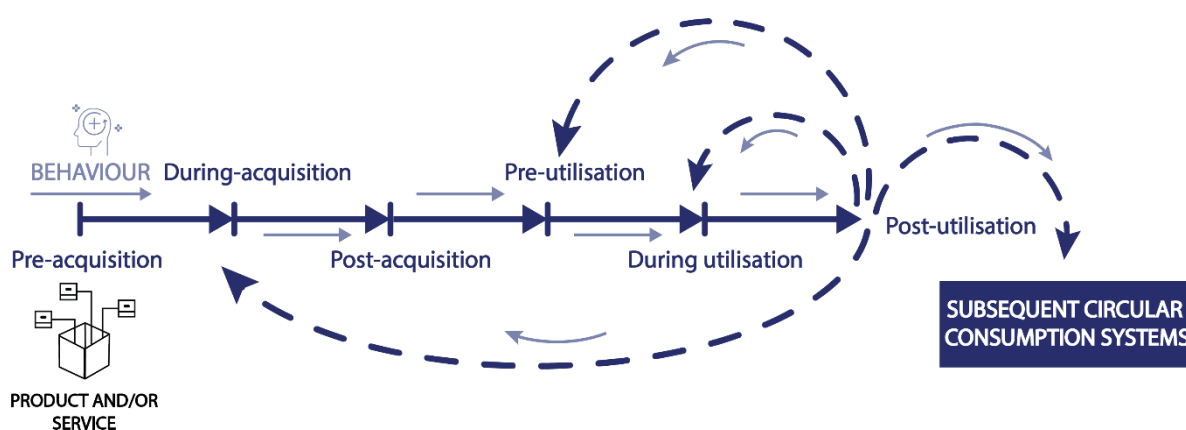 BEHAVIOUR
During-acquisition
Pre-utilisation
Post-utilisation
Pre-acquisition
Post-acquisition
During utilisation
SUBSEQUENT CIRCULAR
CONSUMPTION SYSTEMS
PRODUCT AND/OR
SERVICE